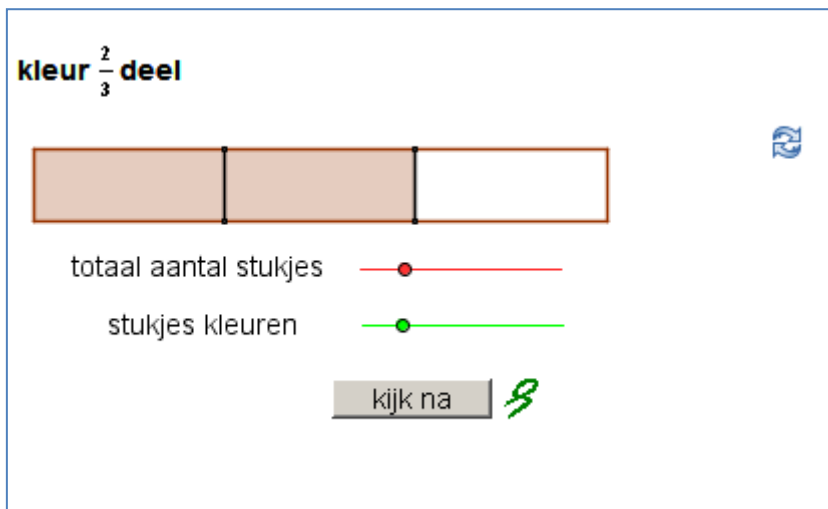 kleur 2/3 deel
totaal aantal stukjes
stukjes kleuren
kijk na